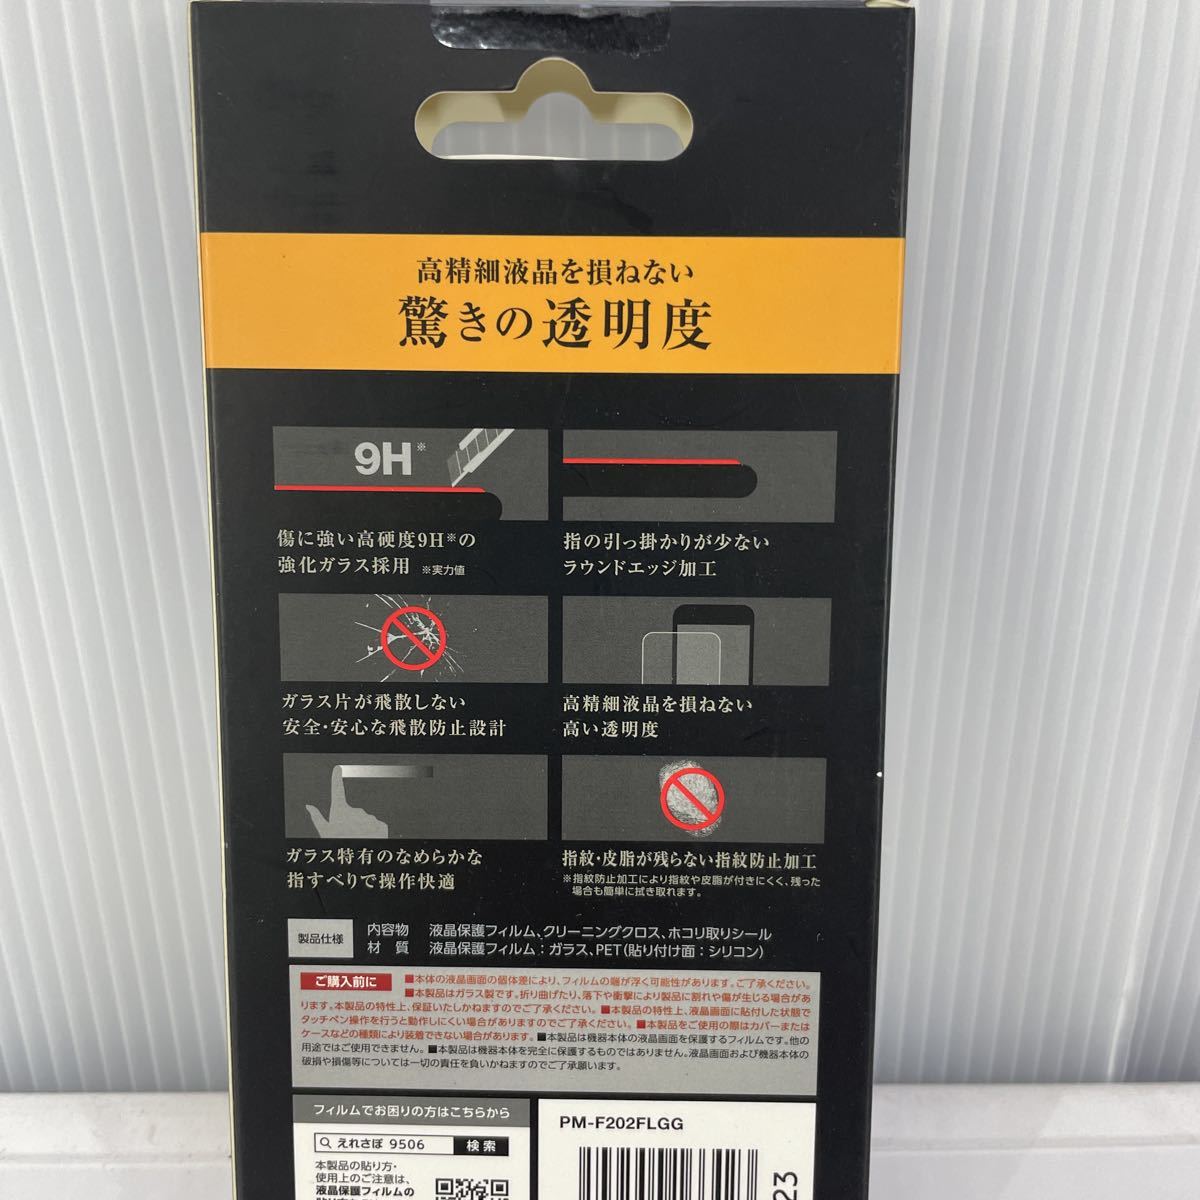 高精細液晶を損ねない
驚きの透明度
9H※
傷に強い高硬度9H※の
強化ガラス採用 ※実力値
指の引っ掛かりが少ない
ラウンドエッジ加工
ガラス片が飛散しない
安全・安心な飛散防止設計
高精細液晶を損ねない
高い透明度
ガラス特有のなめらかな
指すべりで操作快適
指紋・皮脂が残らない指紋防止加工
※指紋防止加工により指紋や皮脂が付きにくく、残った
場合も簡単に拭き取れます。
製品仕様
内容物 液晶保護フィルム、クリーニングクロス、ホコリ取りシール
材 質 液晶保護フィルム：ガラス、PET（貼り付け面：シリコン）
ご購入前に ■本体の液晶画面の個体差により、フィルムの端が浮く可能性があります。ご了承ください。
■本製品はガラス製です。折り曲げたり、落下や衝撃により製品に割れや傷が生じる場合があ
ります。本製品の特性上、保証いたしかねますのでご了承ください。■本製品の特性上、液晶画面に貼付した状態で
タッチペン操作を行うと動作しにくい場合がありますのでご了承ください。■本製品をご使用の際はカバーまたは
ケースなどの種類により装着できない場合があります。■本製品は機器本体の液晶画面を保護するフィルムです。他の
用途ではご使用できません。■本製品は機器本体を完全に保護するものではありません。液晶画面および機器本体の
破損や損傷等については一切の責任を負いかねますのでご了承願います。
フィルムでお困りの方はこちらから
えれさぽ 9506 検索
本製品の貼り方・
使用上のご注意は、
液晶保護フィルムの
PM-F202FLGG
23